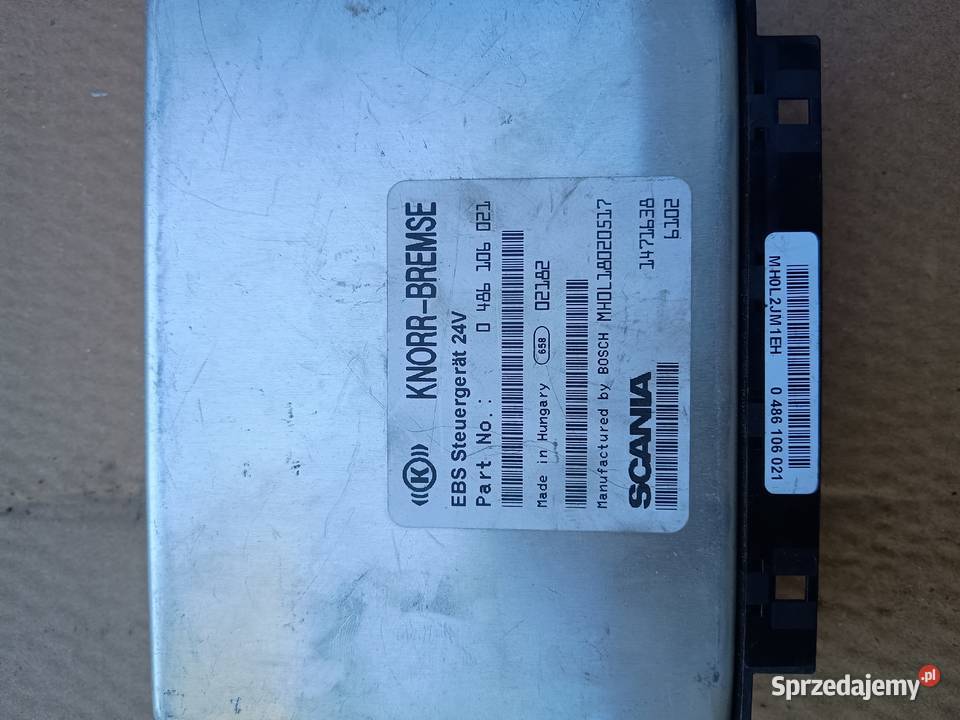 KNORR-BREMSE
EBS Steuergerät 24V
Part No.: 0 486 106 021
Made in Hungary 658 02182
Manufactured by BOSCH MH0L18020517
SCANIA 1471638
6102
MH0L2JM1EH 0 486 106 021
Sprzedajemy.pl